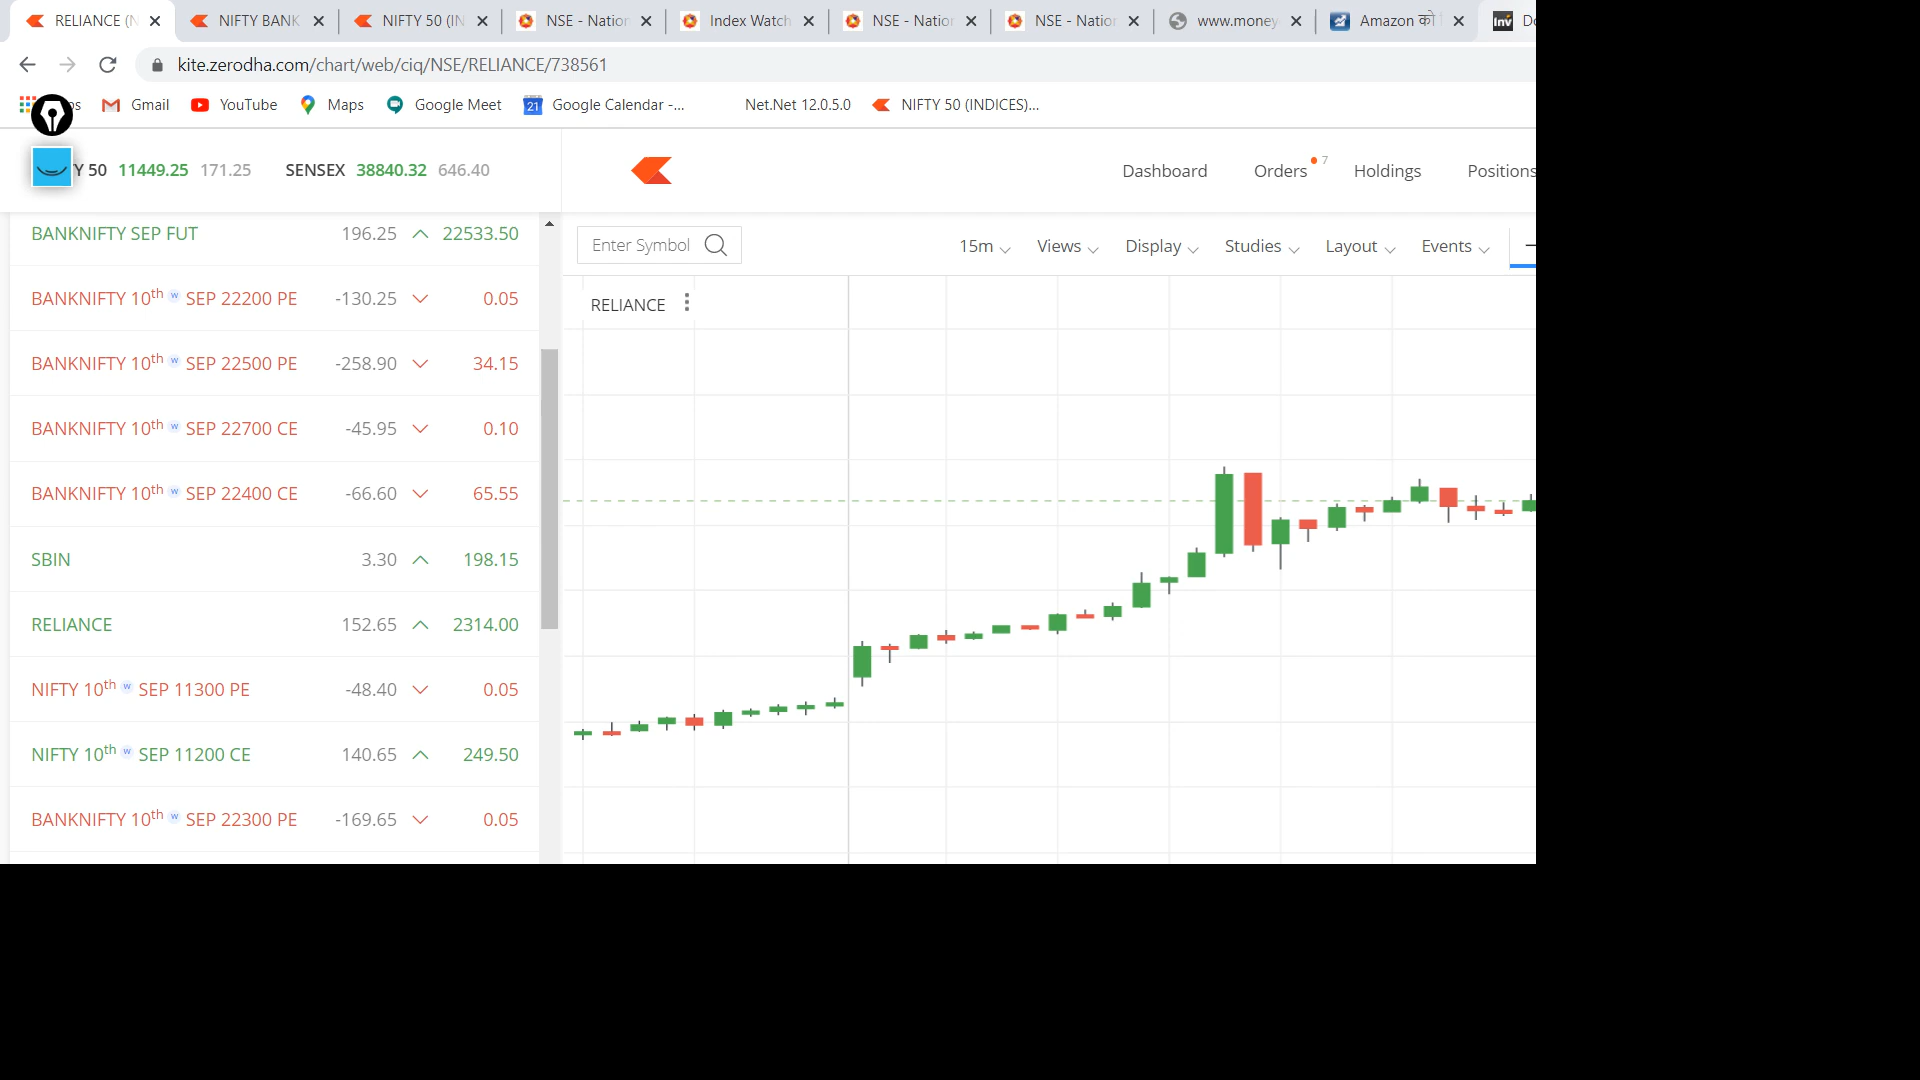 RELIANCE (N
NIFTY BANK
NIFTY 50 (IN
NSE - Nation
Index Watch
NSE - Nation
NSE - Nation
www.money
Amazon को
kite.zerodha.com/chart/web/ciq/NSE/RELIANCE/738561
Gmail
YouTube
Maps
Google Meet
21 Google Calendar -...
Net.Net 12.0.5.0
NIFTY 50 (INDICES)...
Y 50 11449.25 171.25 SENSEX 38840.32 646.40
Dashboard Orders 7 Holdings Positions
BANKNIFTY SEP FUT 196.25 22533.50
BANKNIFTY 10th w SEP 22200 PE -130.25 0.05
BANKNIFTY 10th w SEP 22500 PE -258.90 34.15
BANKNIFTY 10th w SEP 22700 CE -45.95 0.10
BANKNIFTY 10th w SEP 22400 CE -66.60 65.55
SBIN 3.30 198.15
RELIANCE 152.65 2314.00
NIFTY 10th w SEP 11300 PE -48.40 0.05
NIFTY 10th w SEP 11200 CE 140.65 249.50
BANKNIFTY 10th w SEP 22300 PE -169.65 0.05
Enter Symbol
15m Views Display Studies Layout Events
RELIANCE